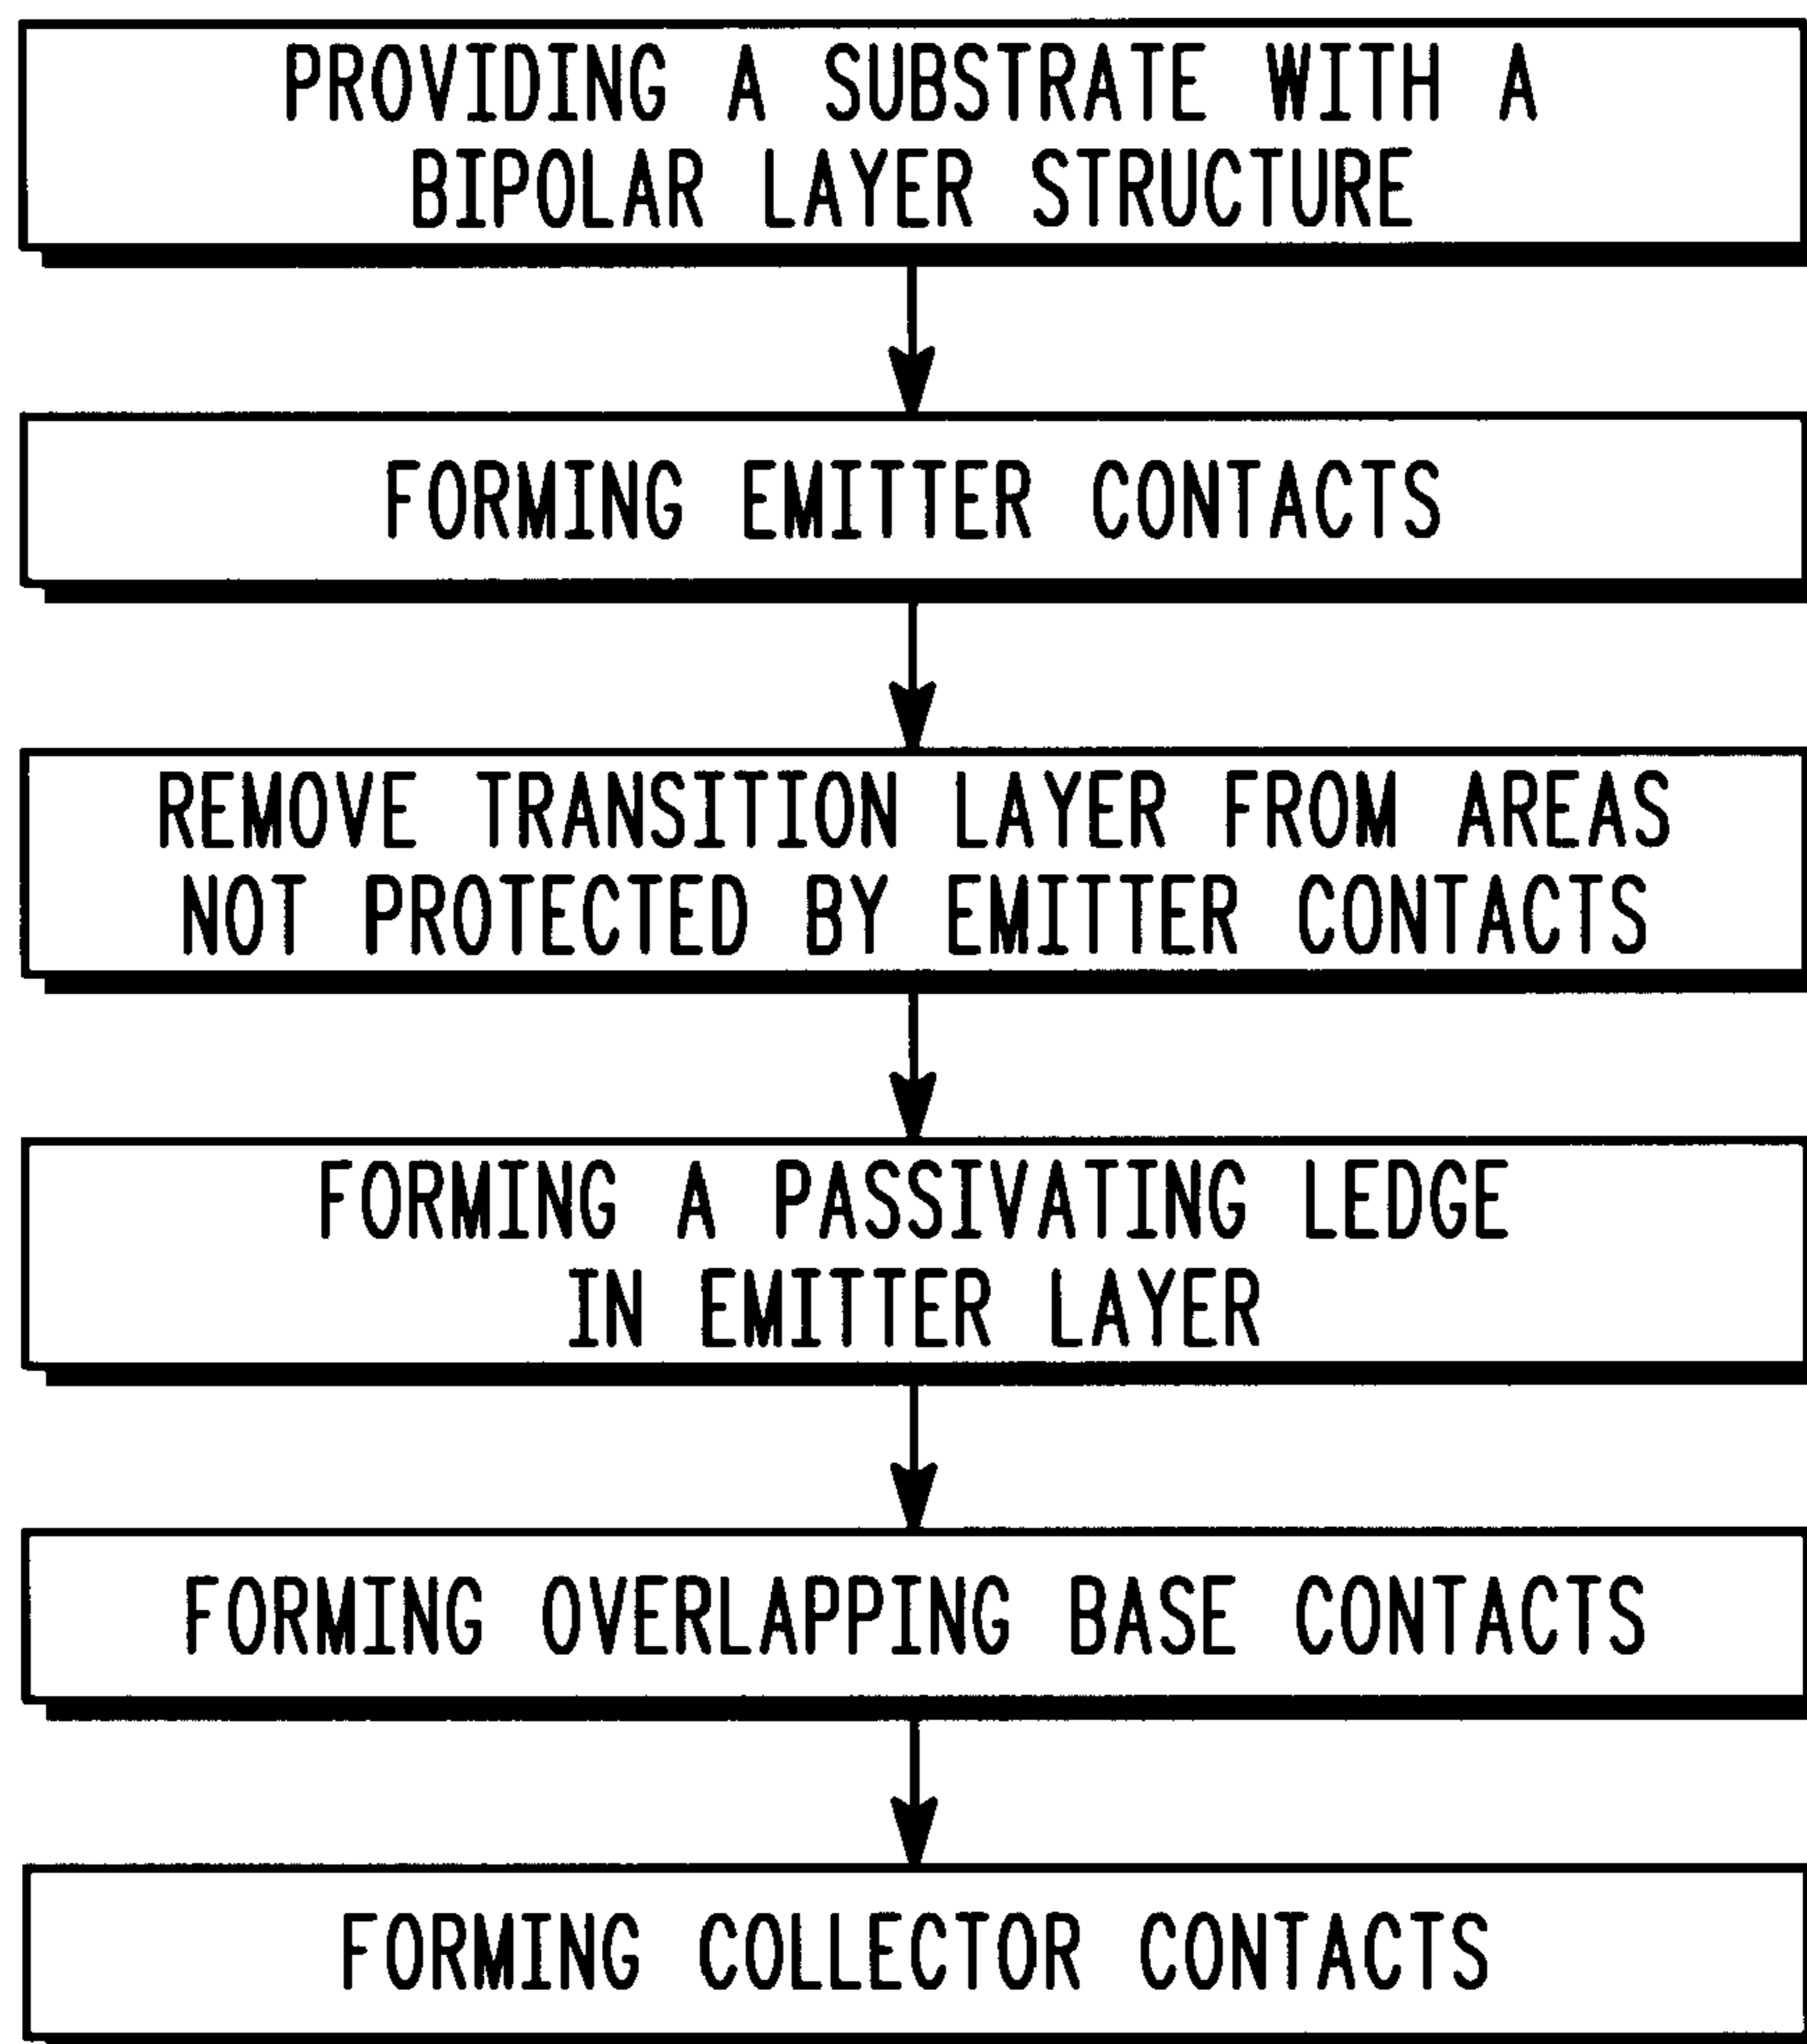 PROVIDING A SUBSTRATE WITH A
BIPOLAR LAYER STRUCTURE
FORMING EMITTER CONTACTS
REMOVE TRANSITION LAYER FROM AREAS
NOT PROTECTED BY EMITTER CONTACTS
FORMING A PASSIVATING LEDGE
IN EMITTER LAYER
FORMING OVERLAPPING BASE CONTACTS
FORMING COLLECTOR CONTACTS